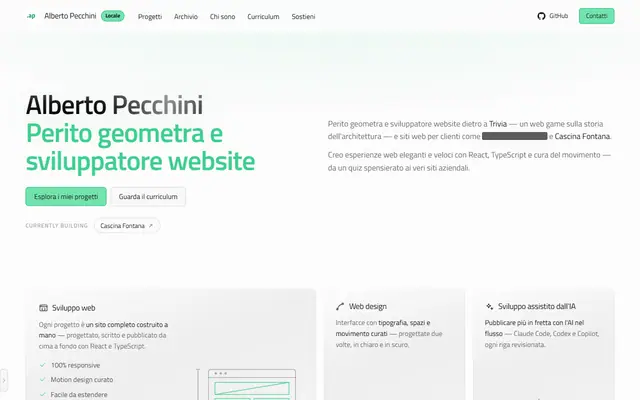 .ap Alberto Pecchini Locale Progetti Archivio Chi sono Curriculum Sostieni GitHub Contatti
Alberto Pecchini
Perito geometra e
sviluppatore website
Perito geometra e sviluppatore website dietro a Trivia — un web game sulla storia
dell'architettura — e siti web per clienti come e Cascina Fontana.
Creo esperienze web eleganti e veloci con React, TypeScript e cura del movimento —
da un quiz spensierato ai veri siti aziendali.
Esplora i miei progetti Guarda il curriculum
CURRENTLY BUILDING Cascina Fontana ↗
Sviluppo web
Ogni progetto è un sito completo costruito a
mano — progettato, scritto e pubblicato da
cima a fondo con React e TypeScript.
100% responsive
Motion design curato
Facile da estendere
Web design
Interfacce con tipografia, spazi e
movimento curati — progettate due
volte, in chiaro e in scuro.
Sviluppo assistito dall'IA
Pubblicare più in fretta con l'AI nel
flusso — Claude Code, Codex e Copilot,
ogni riga revisionata.